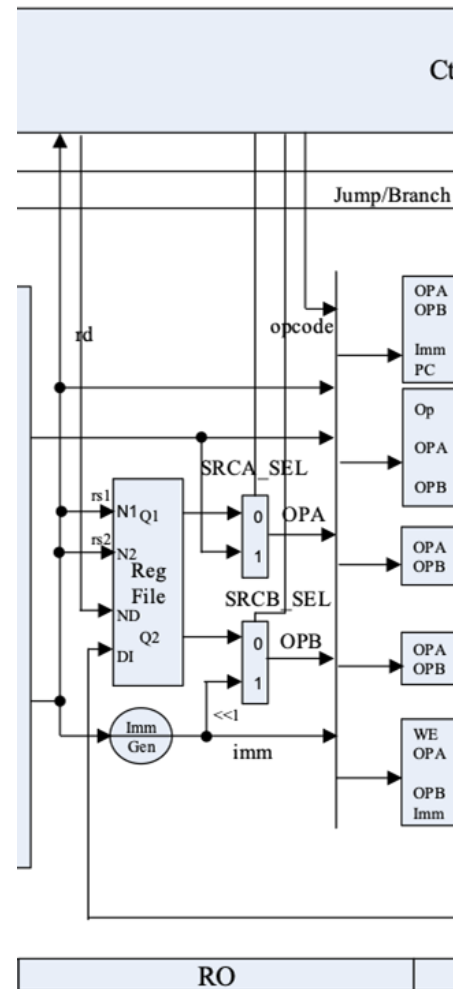 Ct
Jump/Branch
rd
opcode
OPA
OPB
Imm
PC
Op
OPA
OPB
SRCA_SEL
rs1
N1 Q1
0
OPA
1
rs2
N2
Reg
File
OPA
OPB
SRCB_SEL
ND
Q2
0
OPB
1
DI
OPA
OPB
<<1
Imm
Gen
imm
WE
OPA
OPB
Imm
RO